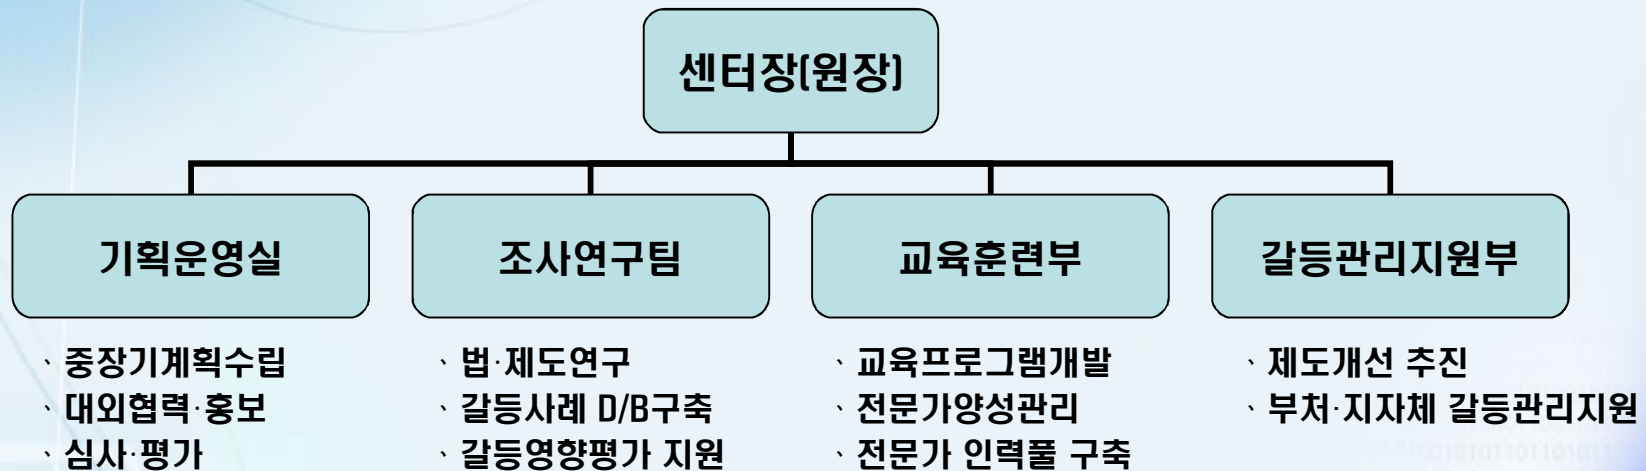 센터장(원장)
기획운영실
조사연구팀
교육훈련부
갈등관리지원부
、중장기계획수립
、대외협력·홍보
、심사·평가
、법·제도연구
、갈등사례 D/B구축
、갈등영향평가 지원
、교육프로그램개발
、전문가양성관리
、전문가 인력풀 구축
、제도개선 추진
、부처·지자체 갈등관리지원